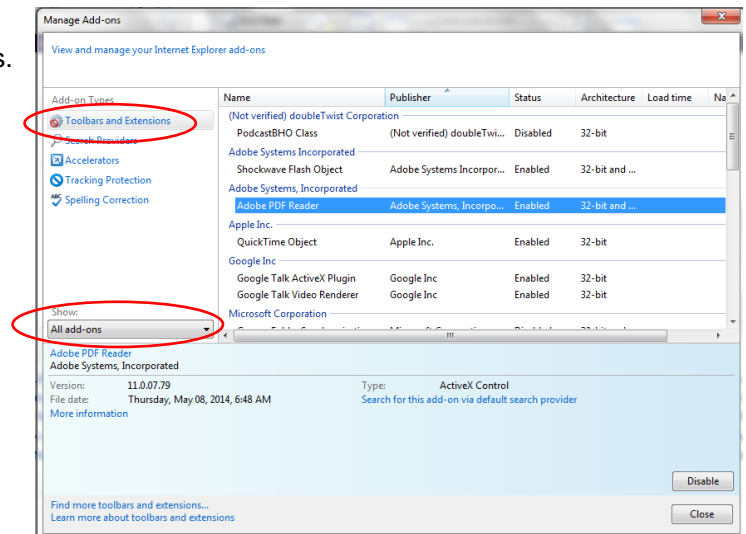 Manage Add-ons
s.
View and manage your Internet Explorer add-ons
Add-on Types
Toolbars and Extensions
Search Providers
Accelerators
Tracking Protection
Spelling Correction
Show:
All add-ons
Name Publisher Status Architecture Load time Na
(Not verified) doubleTwist Corporation
PodcastBHO Class (Not verified) doubleTwi... Disabled 32-bit
Adobe Systems Incorporated
Shockwave Flash Object Adobe Systems Incorpor... Enabled 32-bit and ...
Adobe Systems, Incorporated
Adobe PDF Reader Adobe Systems, Incorpo... Enabled 32-bit and ...
Apple Inc.
QuickTime Object Apple Inc. Enabled 32-bit
Google Inc
Google Talk ActiveX Plugin Google Inc Enabled 32-bit
Google Talk Video Renderer Google Inc Enabled 32-bit
Microsoft Corporation
Adobe PDF Reader
Adobe Systems, Incorporated
Version: 11.0.07.79 Type: ActiveX Control
File date: Thursday, May 08, 2014, 6:48 AM Search for this add-on via default search provider
More information
Disable
Find more toolbars and extensions...
Learn more about toolbars and extensions
Close